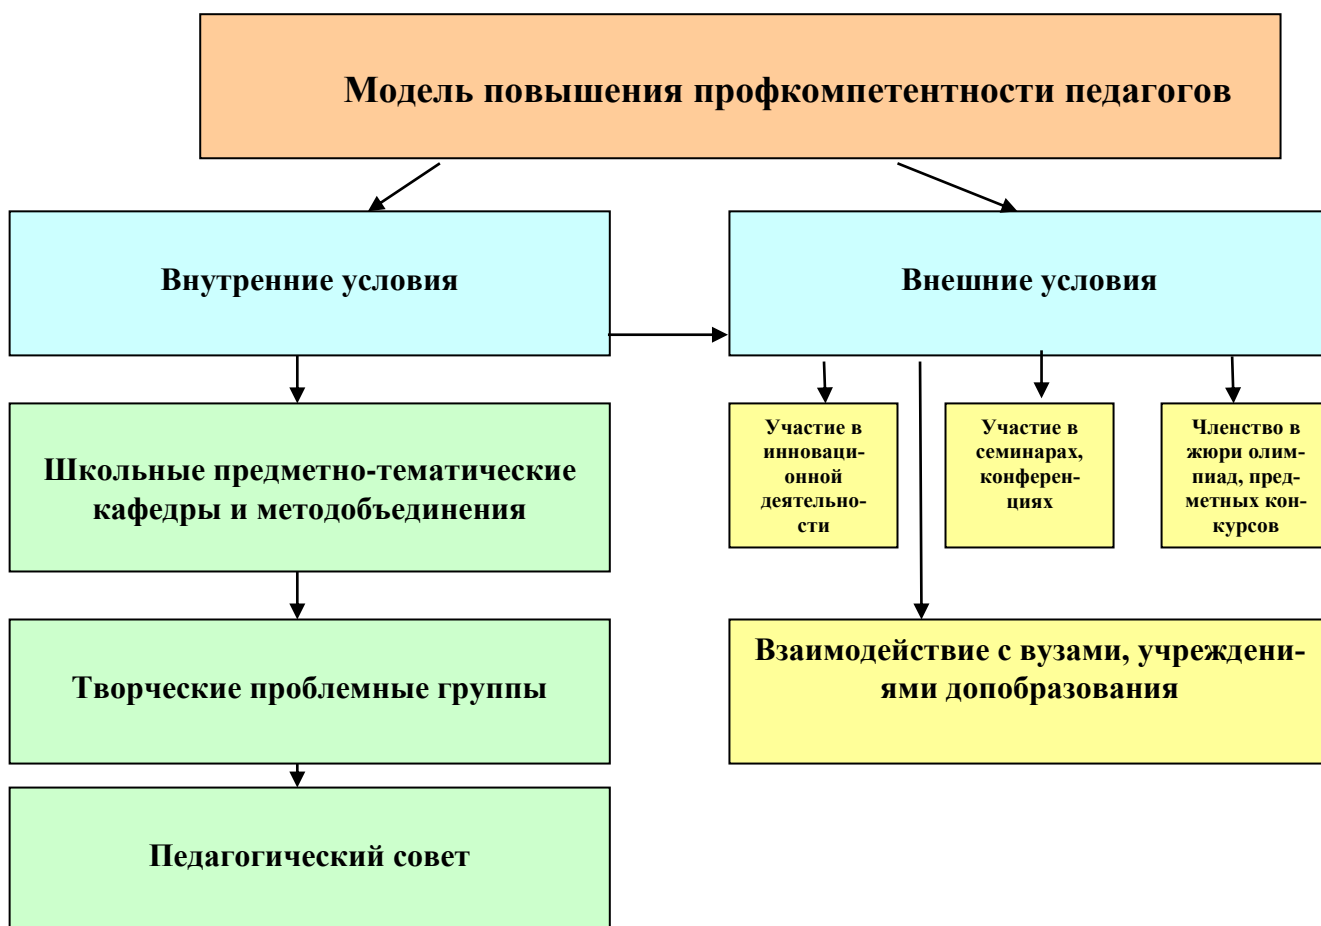 Модель повышения профкомпетентности педагогов
Внутренние условия
Внешние условия
Школьные предметно-тематические
кафедры и методобъединения
Участие в
инноваци-
онной
деятельно-
сти
Участие в
семинарах,
конферен-
циях
Членство в
жюри олим-
пиад, пред-
метных кон-
курсов
Творческие проблемные группы
Взаимодействие с вузами, учреждени-
ями допобразования
Педагогический совет